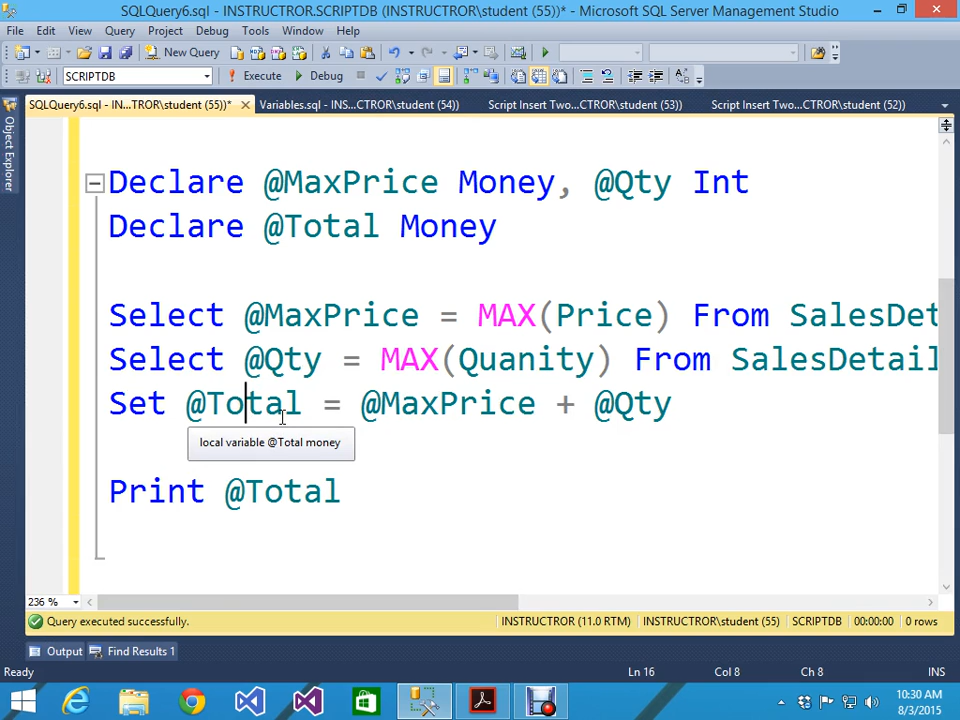 SQLQuery6.sql - INSTRUCTROR.SCRIPTDB (INSTRUCTROR\student (55))* - Microsoft SQL Server Management Studio
File Edit View Query Project Debug Tools Window Help
New Query
SCRIPTDB Execute Debug
SQLQuery6.sql - IN...TROR\student (55))* Variables.sql - INS...CTROR\student (54)) Script Insert Two...CTROR\student (53)) Script Insert Two...CTROR\student (52))
Object Explorer
Declare @MaxPrice Money, @Qty Int
Declare @Total Money
Select @MaxPrice = MAX(Price) From SalesDet
Select @Qty = MAX(Quanity) From SalesDetail
Set @Total = @MaxPrice + @Qty
local variable @Total money
Print @Total
236 %
Query executed successfully. INSTRUCTROR (11.0 RTM) INSTRUCTROR\student (55) SCRIPTDB 00:00:00 0 rows
Output Find Results 1
Ready Ln 16 Col 8 Ch 8 INS
10:30 AM
8/3/2015